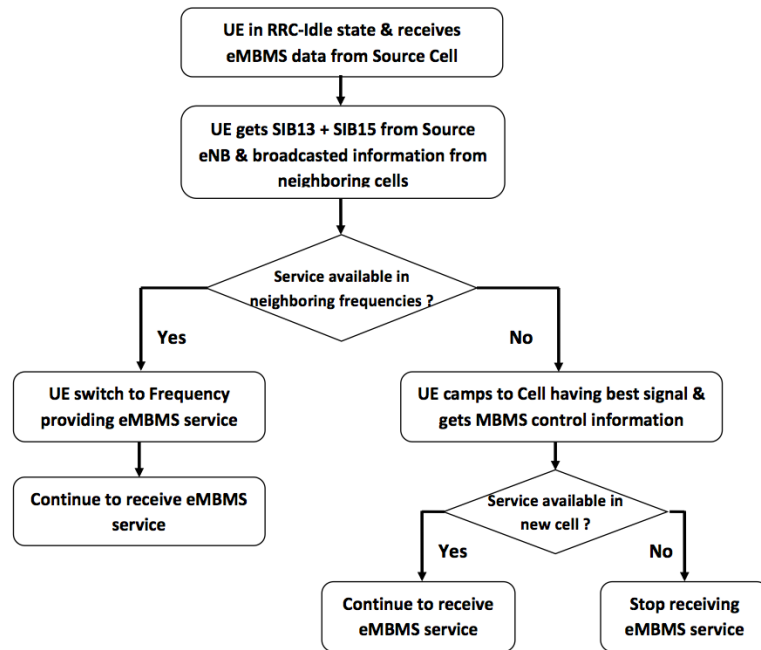 UE in RRC-Idle state & receives
eMBMS data from Source Cell
UE gets SIB13 + SIB15 from Source
eNB & broadcasted information from
neighboring cells
Service available in
neighboring frequencies ?
Yes
No
UE switch to Frequency
providing eMBMS service
UE camps to Cell having best signal &
gets MBMS control information
Continue to receive eMBMS
service
Service available in
new cell ?
Yes
No
Continue to receive
eMBMS service
Stop receiving
eMBMS service